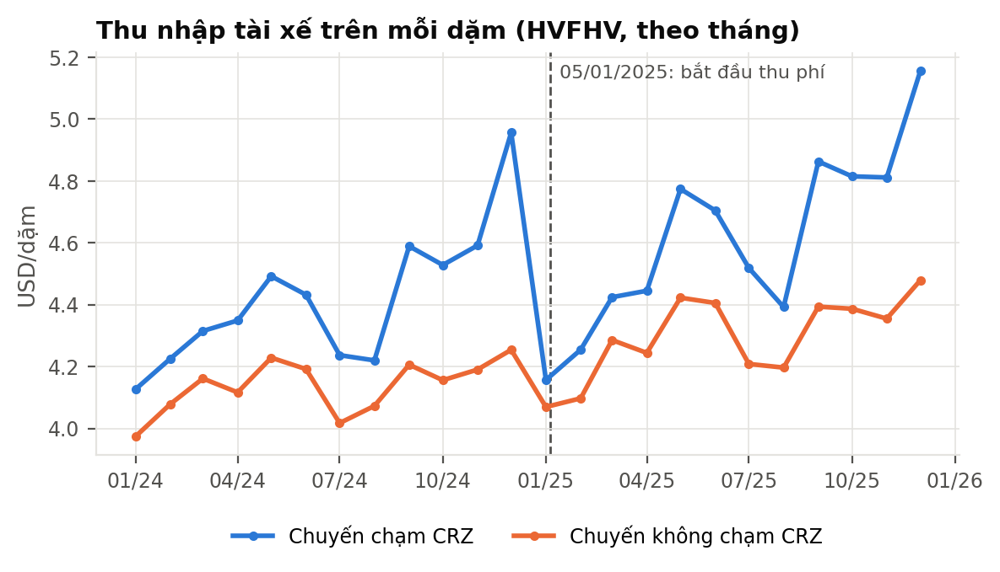 Thu nhập tài xế trên mỗi dặm (HVFHV, theo tháng)
5.2
05/01/2025: bắt đầu thu phí
5.0
4.8
4.6
4.4
4.2
4.0
USD/dặm
01/24 04/24 07/24 10/24 01/25 04/25 07/25 10/25 01/26
Chuyến chạm CRZ Chuyến không chạm CRZ